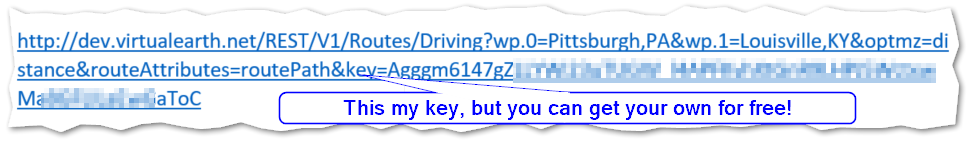 http://dev.virtualearth.net/REST/V1/Routes/Driving?wp.0=Pittsburgh,PA&wp.1=Louisville,KY&optmz=di
stance&routeAttributes=routePath&key=Agggm6147gZ
Ma aToC
This my key, but you can get your own for free!